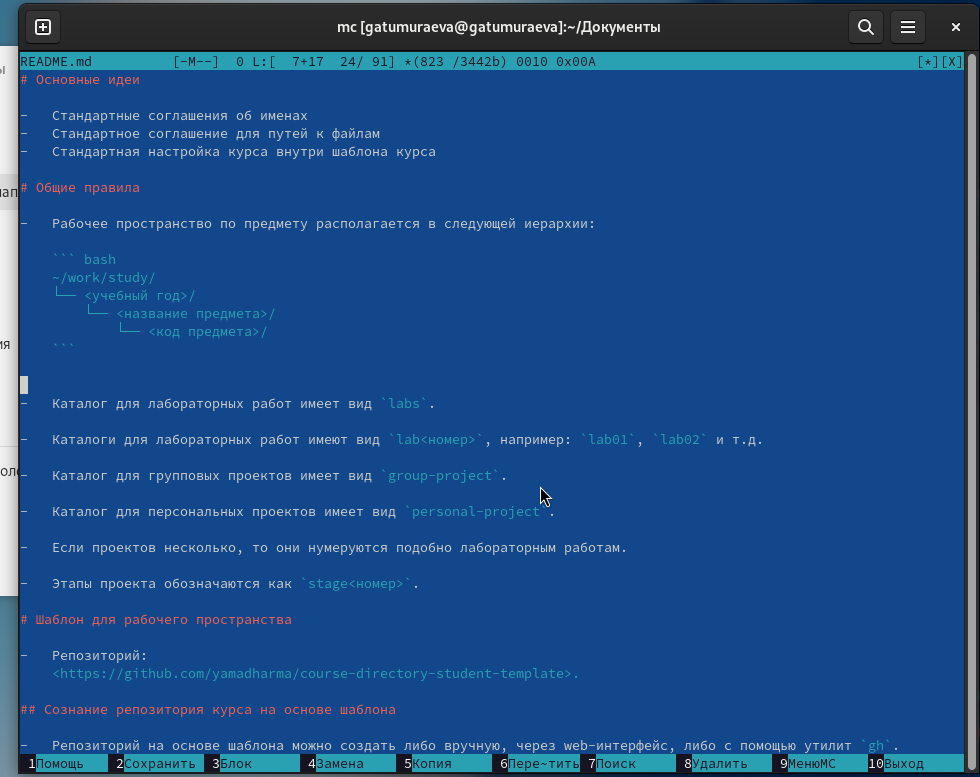 mc [gatumuraeva@gatumuraeva]:~/Документы
README.md [-M--] 0 L:[ 7+17 24/ 91] *(823 /3442b) 0010 0x00A [*][X]
# Основные идеи
- Стандартные соглашения об именах
- Стандартное соглашение для путей к файлам
- Стандартная настройка курса внутри шаблона курса
# Общие правила
- Рабочее пространство по предмету располагается в следующей иерархии:
``` bash
~/work/study/
└── <учебный год>/
└── <название предмета>/
└── <код предмета>/
```
- Каталог для лабораторных работ имеет вид `labs`.
- Каталоги для лабораторных работ имеют вид `lab<номер>`, например: `lab01`, `lab02` и т.д.
- Каталог для групповых проектов имеет вид `group-project`.
- Каталог для персональных проектов имеет вид `personal-project`.
- Если проектов несколько, то они нумеруются подобно лабораторным работам.
- Этапы проекта обозначаются как `stage<номер>`.
# Шаблон для рабочего пространства
- Репозиторий:
<https://github.com/yamadharma/course-directory-student-template>.
## Сознание репозитория курса на основе шаблона
- Репозиторий на основе шаблона можно создать либо вручную, через web-интерфейс, либо с помощью утилит `gh`.
1Помощь 2Сохранить 3Блок 4Замена 5Копия 6Пере~тить 7Поиск 8Удалить 9МенюMC 10Выход